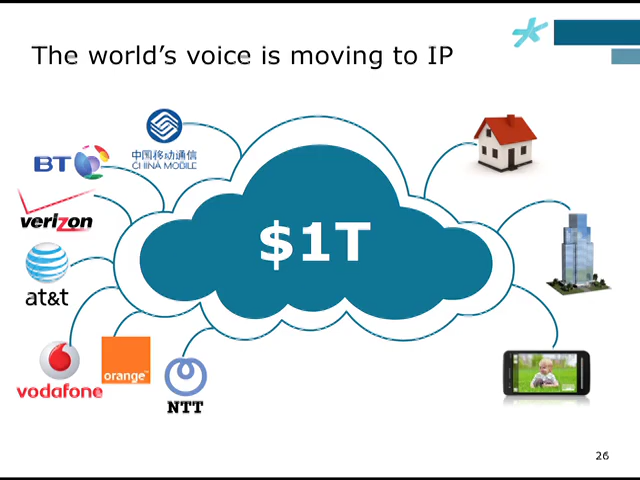 The world's voice is moving to IP
中国移动通信
CHINA MOBILE
BT
verizon
at&t
vodafone
orange™
NTT
$1T
26